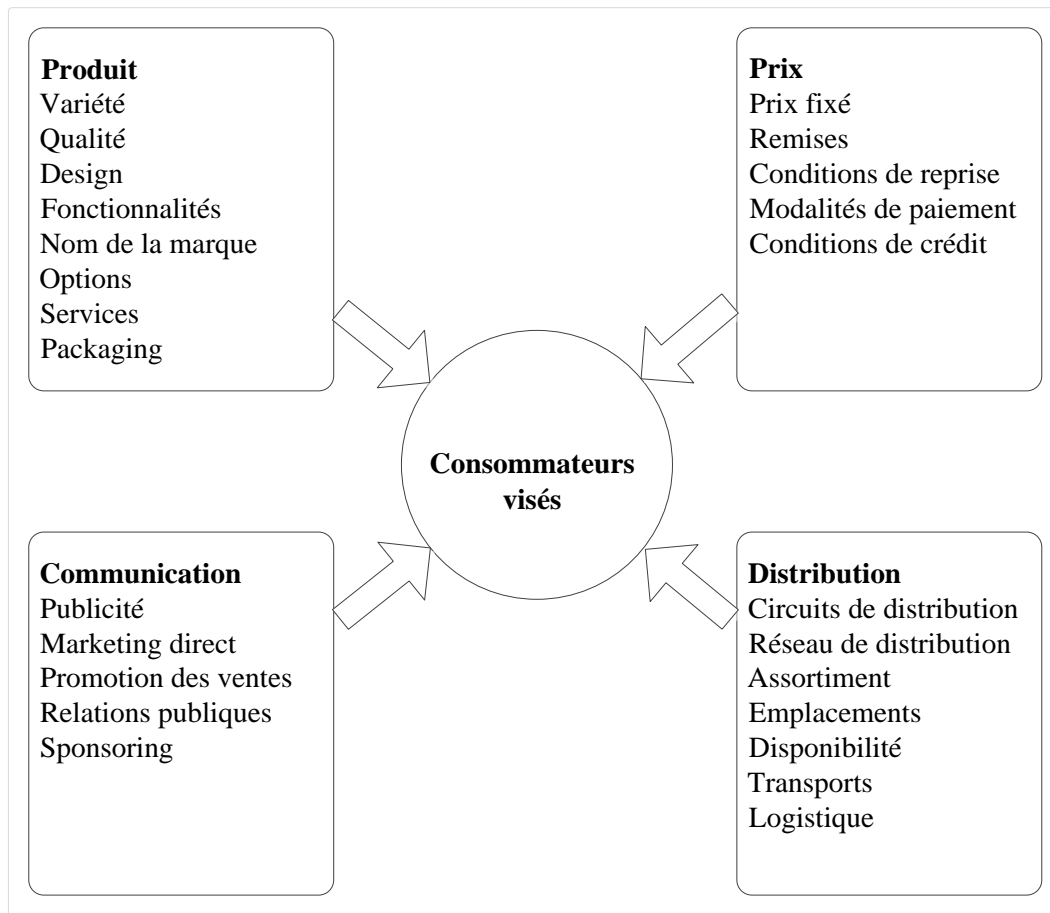 Produit
Variété
Qualité
Design
Fonctionnalités
Nom de la marque
Options
Services
Packaging
Prix
Prix fixé
Remises
Conditions de reprise
Modalités de paiement
Conditions de crédit
Consommateurs
visés
Communication
Publicité
Marketing direct
Promotion des ventes
Relations publiques
Sponsoring
Distribution
Circuits de distribution
Réseau de distribution
Assortiment
Emplacements
Disponibilité
Transports
Logistique